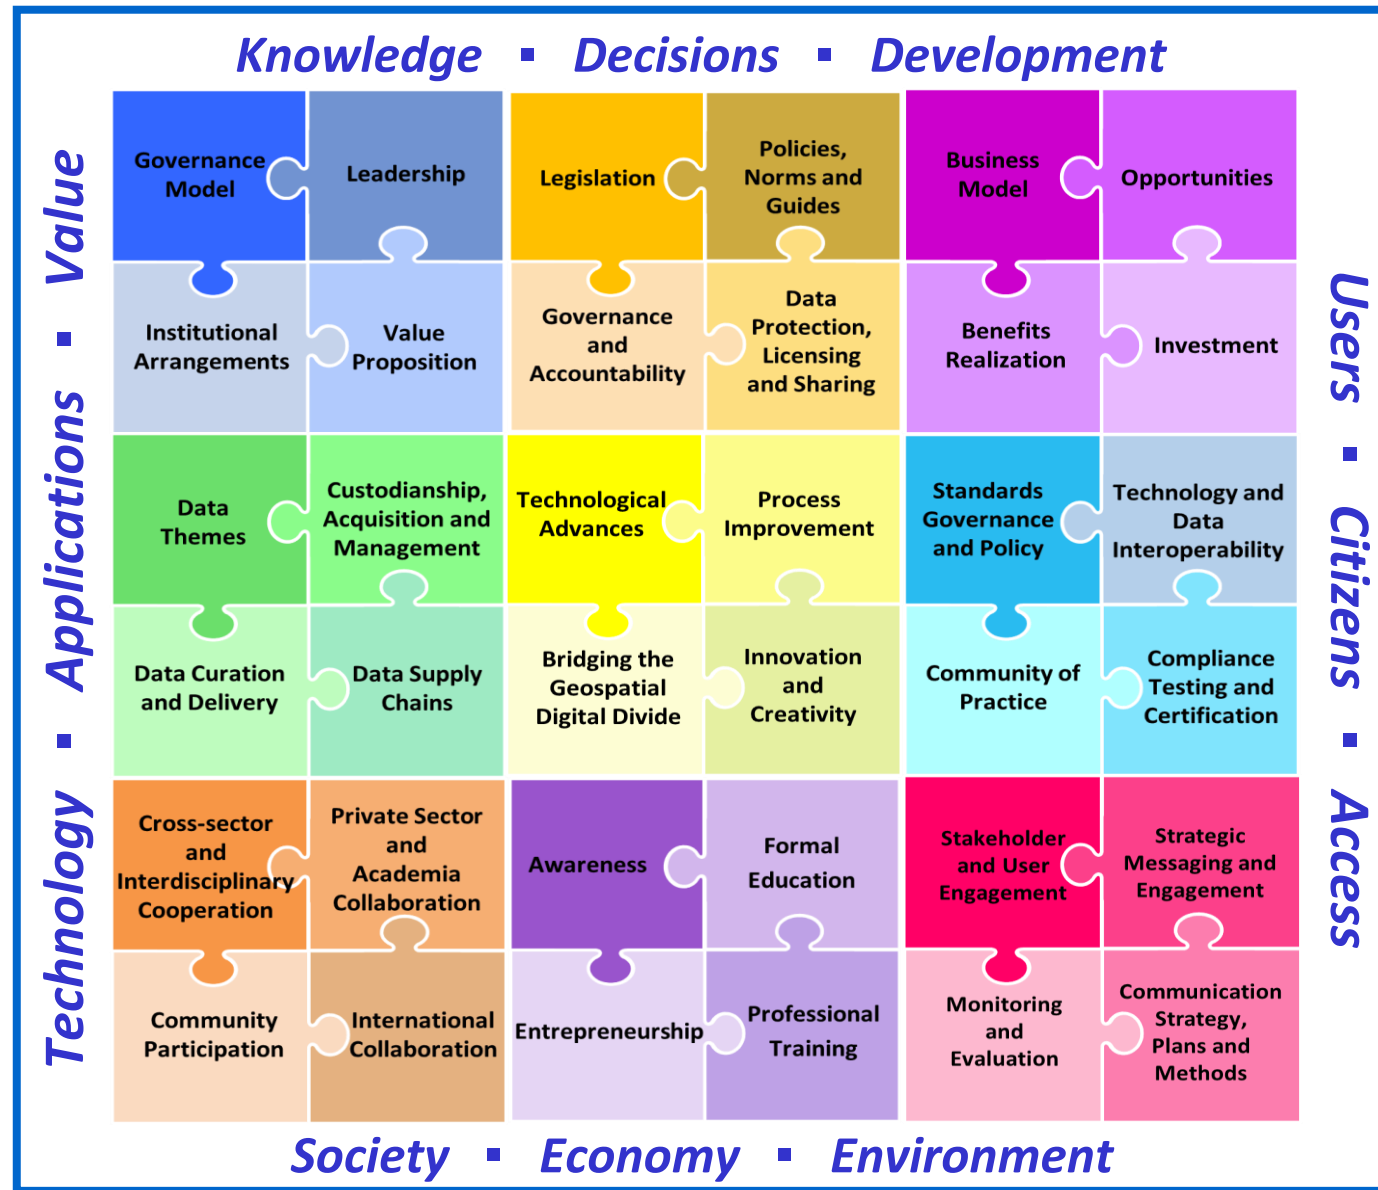 Knowledge ▪ Decisions ▪ Development
Technology ▪ Applications ▪ Value
Governance
Model
Leadership
Institutional
Arrangements
Value
Proposition
Legislation
Policies,
Norms and
Guides
Governance
and
Accountability
Data
Protection,
Licensing
and Sharing
Business
Model
Opportunities
Benefits
Realization
Investment
Data
Themes
Custodianship,
Acquisition and
Management
Data Curation
and Delivery
Data Supply
Chains
Technological
Advances
Process
Improvement
Bridging the
Geospatial
Digital Divide
Innovation
and
Creativity
Standards
Governance
and Policy
Technology and
Data
Interoperability
Community of
Practice
Compliance
Testing and
Certification
Cross-sector
and
Interdisciplinary
Cooperation
Private Sector
and
Academia
Collaboration
Community
Participation
International
Collaboration
Awareness
Formal
Education
Entrepreneurship
Professional
Training
Stakeholder
and User
Engagement
Strategic
Messaging and
Engagement
Monitoring
and
Evaluation
Communication
Strategy,
Plans and
Methods
Users ▪ Citizens ▪ Access
Society ▪ Economy ▪ Environment